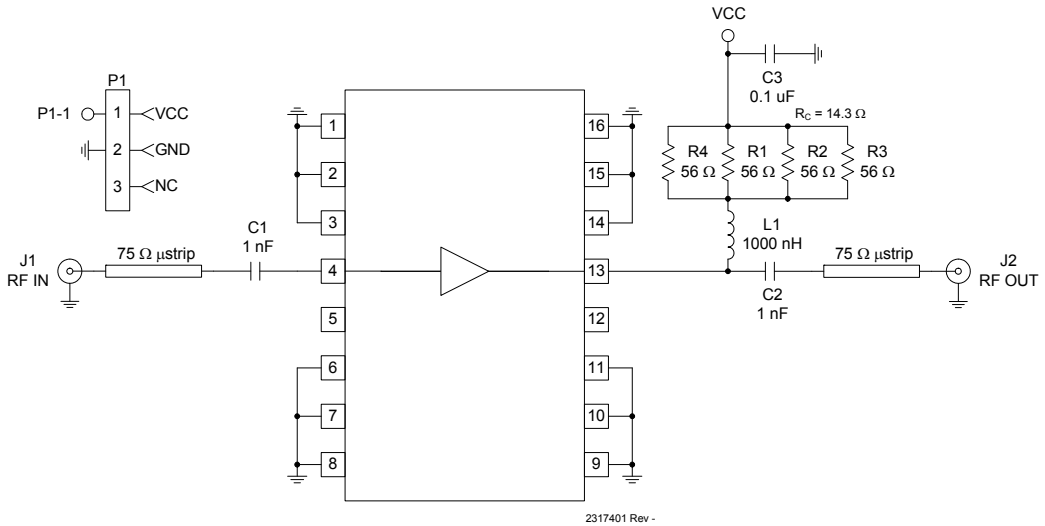 VCC
C3
0.1 uF
P1
P1-1
1
VCC
2
GND
3
NC
R_C = 14.3 Ω
R4
56 Ω
R1
56 Ω
R2
56 Ω
R3
56 Ω
1
16
2
15
3
14
L1
1000 nH
C1
1 nF
J1
RF IN
75 Ω µstrip
4
13
75 Ω µstrip
J2
RF OUT
C2
1 nF
5
12
6
11
7
10
8
9
2317401 Rev -